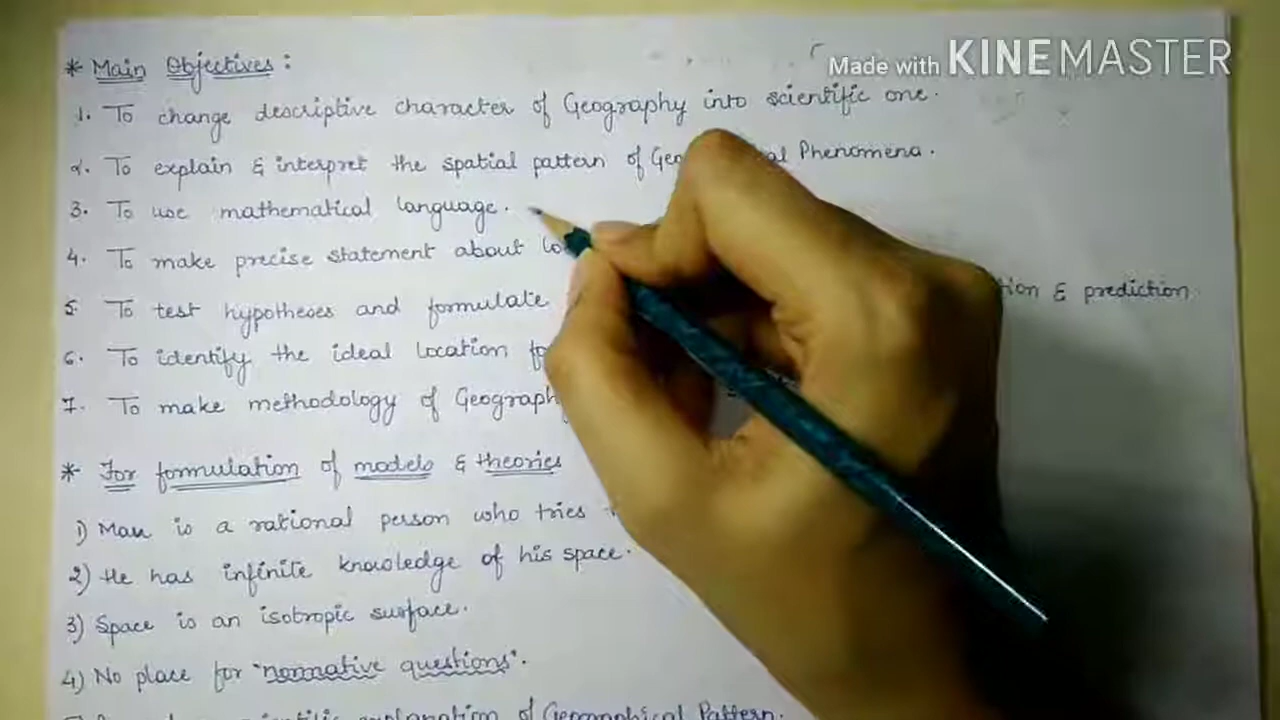 Made with KINEMASTER
* Main Objectives :
1. To change descriptive character of Geography into scientific one.
2. To explain & interpret the spatial pattern of Phenomena.
3. To use mathematical language.
4. To make precise statement about
5. To test hypotheses and formulate & prediction
6. To identify the ideal location
7. To make methodology of
* For formulation of models & theories
1) Man is a rational person who tries
2) He has infinite knowledge of his space.
3) Space is an isotropic surface.
4) No place for "normative questions".
explanation of Geographical Pattern.